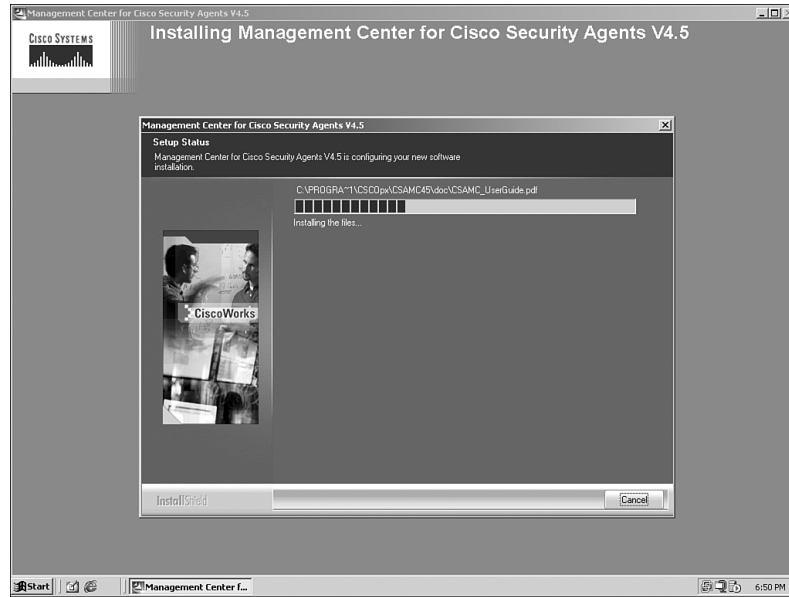 Management Center for Cisco Security Agents V4.5
CISCO SYSTEMS
Installing Management Center for Cisco Security Agents V4.5
Management Center for Cisco Security Agents V4.5
Setup Status
Management Center for Cisco Security Agents V4.5 is configuring your new software
installation.
C:\PROGRA~1\CSCOpx\CSAMC45\doc\CSAMC_UserGuide.pdf
Installing the files...
CiscoWorks
InstallShield
Cancel
Start
Management Center f...
6:50 PM